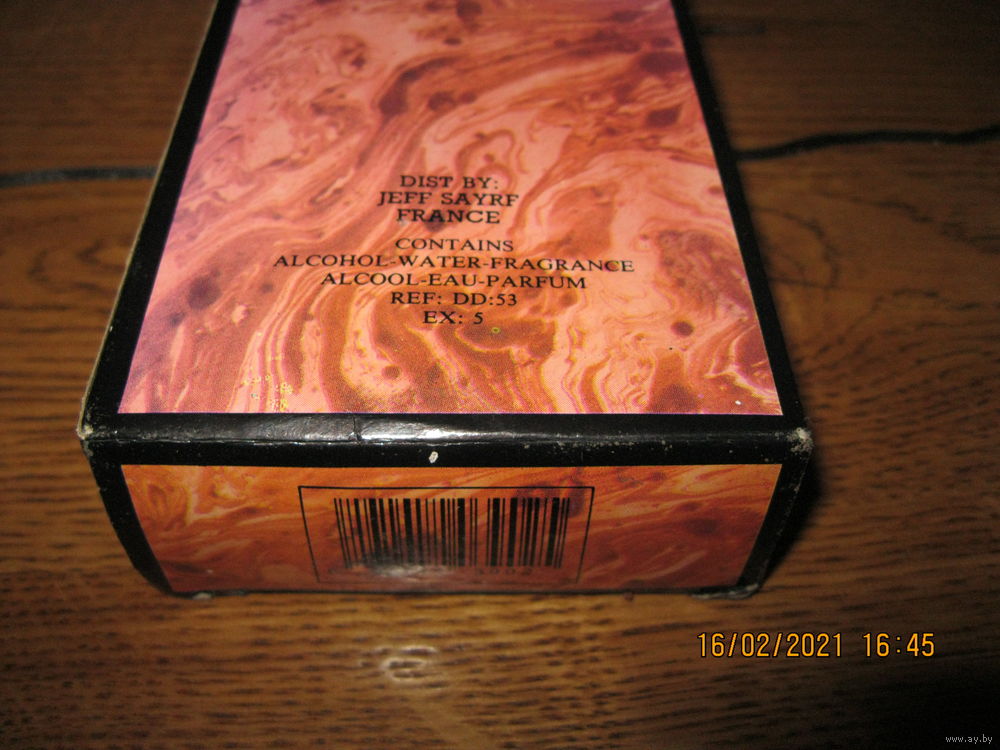 DIST BY:
JEFF SAYRF
FRANCE
CONTAINS
ALCOHOL-WATER-FRAGRANCE
ALCOOL-EAU-PARFUM
REF: DD:53
EX: 5
16/02/2021 16:45
www.ay.by